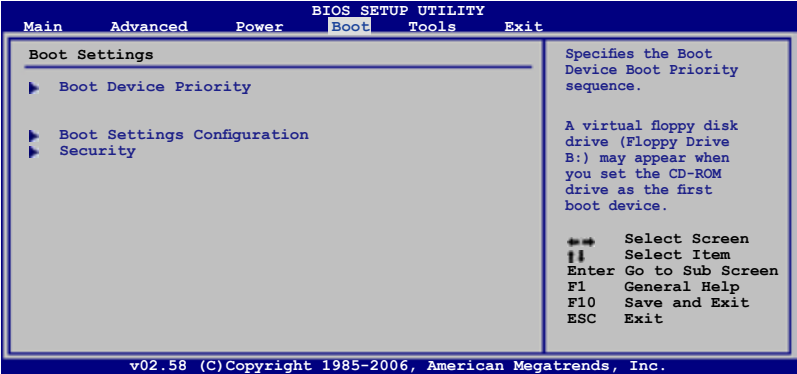 BIOS SETUP UTILITY
Main Advanced Power Boot Tools Exit
Boot Settings
Boot Device Priority
Boot Settings Configuration
Security
Specifies the Boot
Device Boot Priority
sequence.
A virtual floppy disk
drive (Floppy Drive
B:) may appear when
you set the CD-ROM
drive as the first
boot device.
Select Screen
Select Item
Enter Go to Sub Screen
F1 General Help
F10 Save and Exit
ESC Exit
v02.58 (C)Copyright 1985-2006, American Megatrends, Inc.